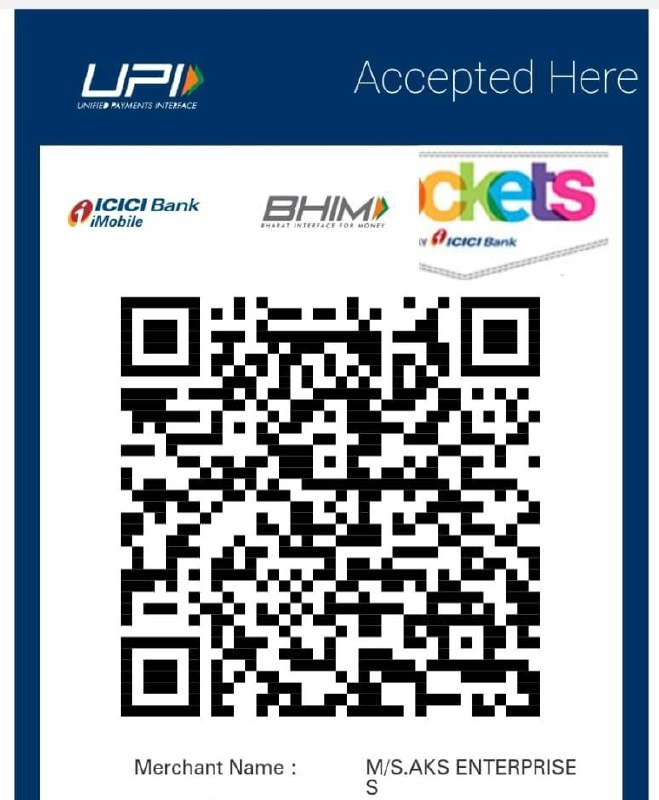 UPI
UNIFIED PAYMENTS INTERFACE
Accepted Here
ICICI Bank
iMobile
BHIM
BHARAT INTERFACE FOR MONEY
ckets
ICICI Bank
Merchant Name :
M/S.AKS ENTERPRISE
S